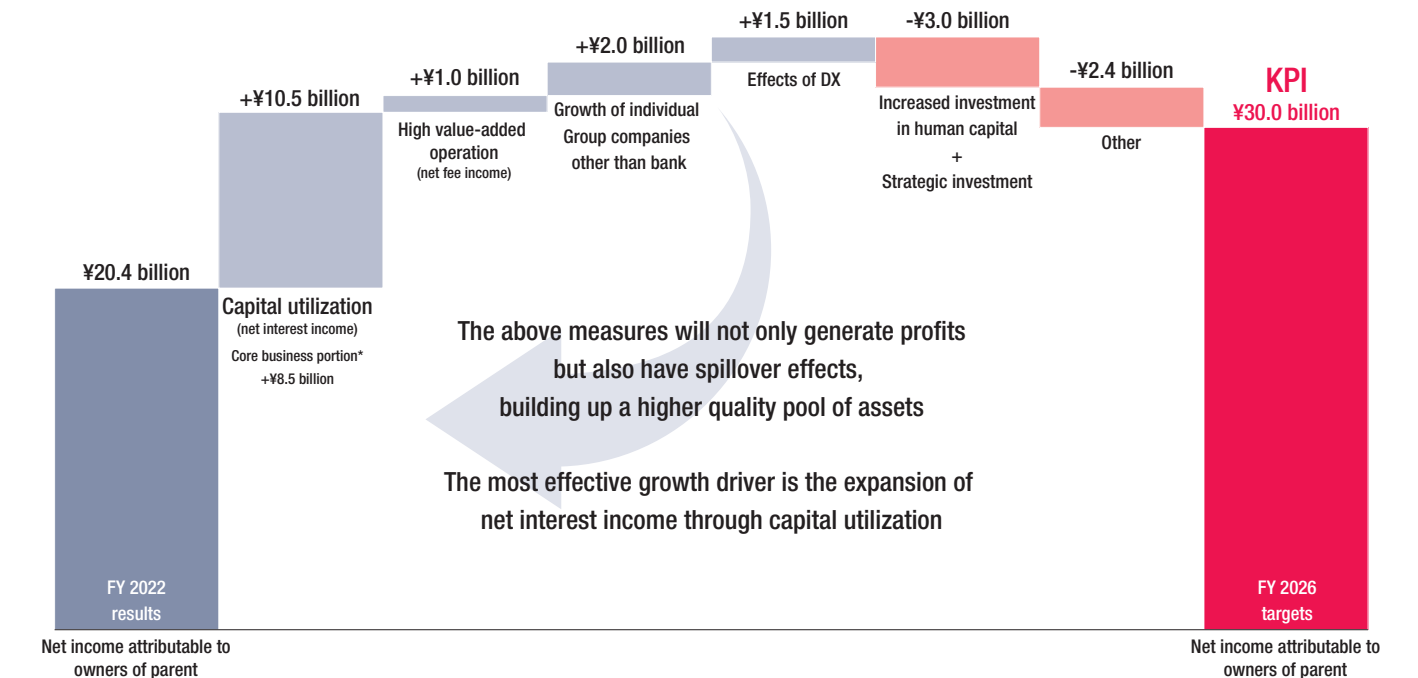 ¥20.4 billion
FY 2022
results
Net income attributable to
owners of parent
+¥10.5 billion
Capital utilization
(net interest income)
Core business portion*
+¥8.5 billion
+¥1.0 billion
High value-added
operation
(net fee income)
+¥2.0 billion
Growth of individual
Group companies
other than bank
+¥1.5 billion
Effects of DX
-¥3.0 billion
Increased investment
in human capital
+
Strategic investment
-¥2.4 billion
Other
KPI
¥30.0 billion
FY 2026
targets
Net income attributable to
owners of parent
The above measures will not only generate profits
but also have spillover effects,
building up a higher quality pool of assets
The most effective growth driver is the expansion of
net interest income through capital utilization